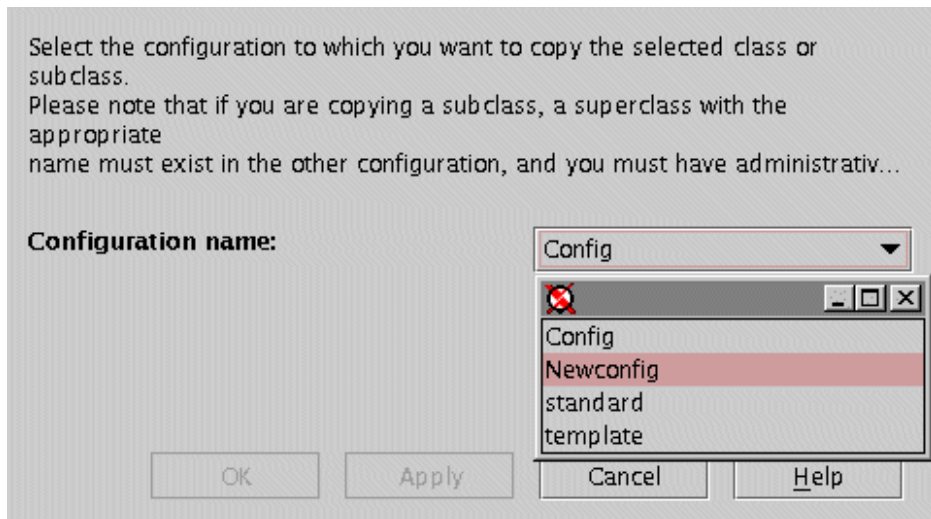 Select the configuration to which you want to copy the selected class or
subclass.
Please note that if you are copying a subclass, a superclass with the
appropriate
name must exist in the other configuration, and you must have administrativ...
Configuration name:
Config
Config
Newconfig
standard
template
OK
Apply
Cancel
Help